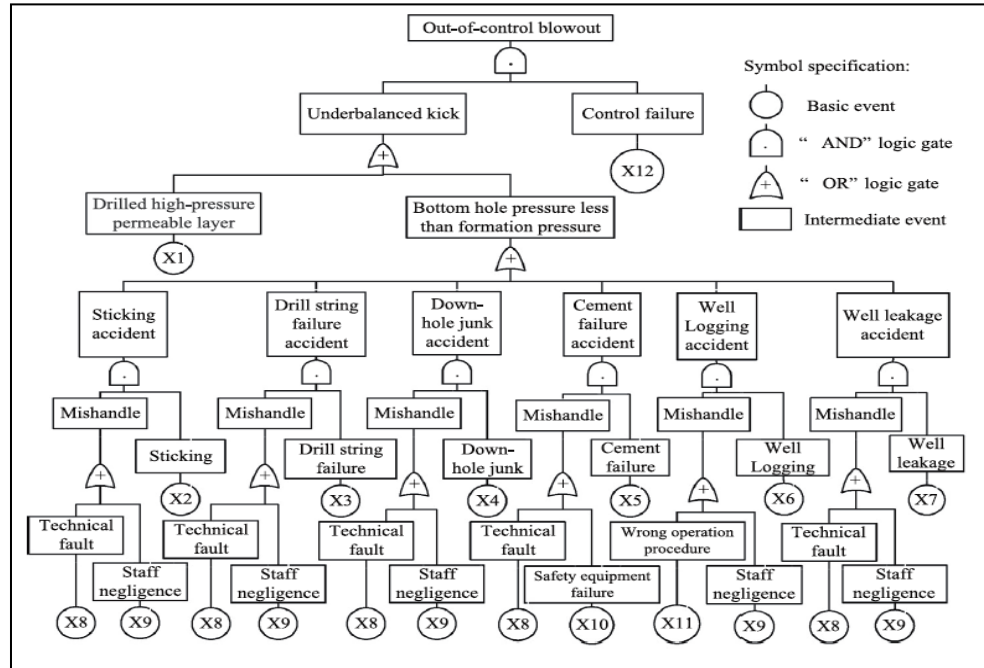 Out-of-control blowout
.
Symbol specification:
Basic event
Underbalanced kick
Control failure
. “ AND” logic gate
+
X12
+ “ OR” logic gate
Drilled high-pressure
permeable layer
Bottom hole pressure less
than formation pressure
Intermediate event
X1
+
Sticking
accident
Drill string
failure
accident
Down-
hole junk
accident
Cement
failure
accident
Well
Logging
accident
Well leakage
accident
. . . . . .
Mishandle Mishandle Mishandle Mishandle Mishandle Mishandle
Sticking
Drill string
failure
Down-
hole junk
Cement
failure
Well
Logging
Well
leakage
+ + + + + +
X2 X3 X4 X5 X6 X7
Technical
fault
Technical
fault
Technical
fault
Technical
fault
Wrong operation
procedure
Technical
fault
Staff
negligence
Staff
negligence
Staff
negligence
Safety equipment
failure
Staff
negligence
Staff
negligence
X8 X9 X8 X9 X8 X9 X8 X10 X11 X9 X8 X9